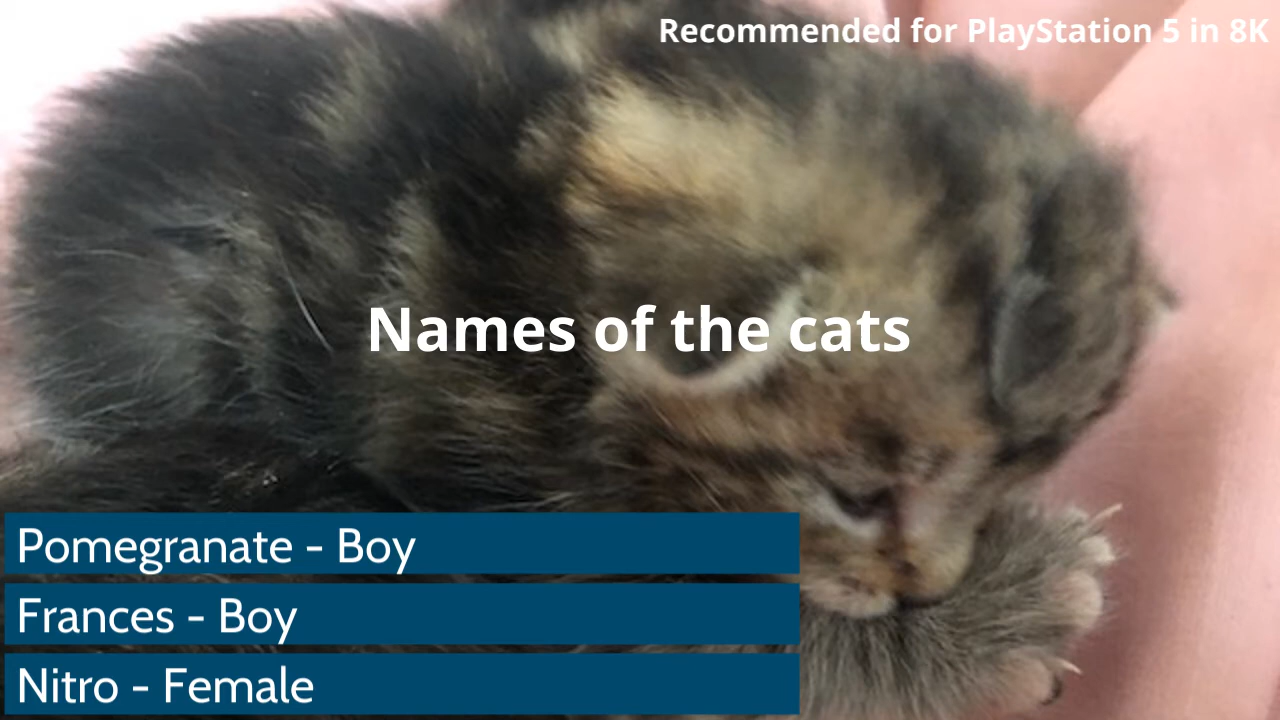 Recommended for PlayStation 5 in 8K
Names of the cats
Pomegranate - Boy
Frances - Boy
Nitro - Female